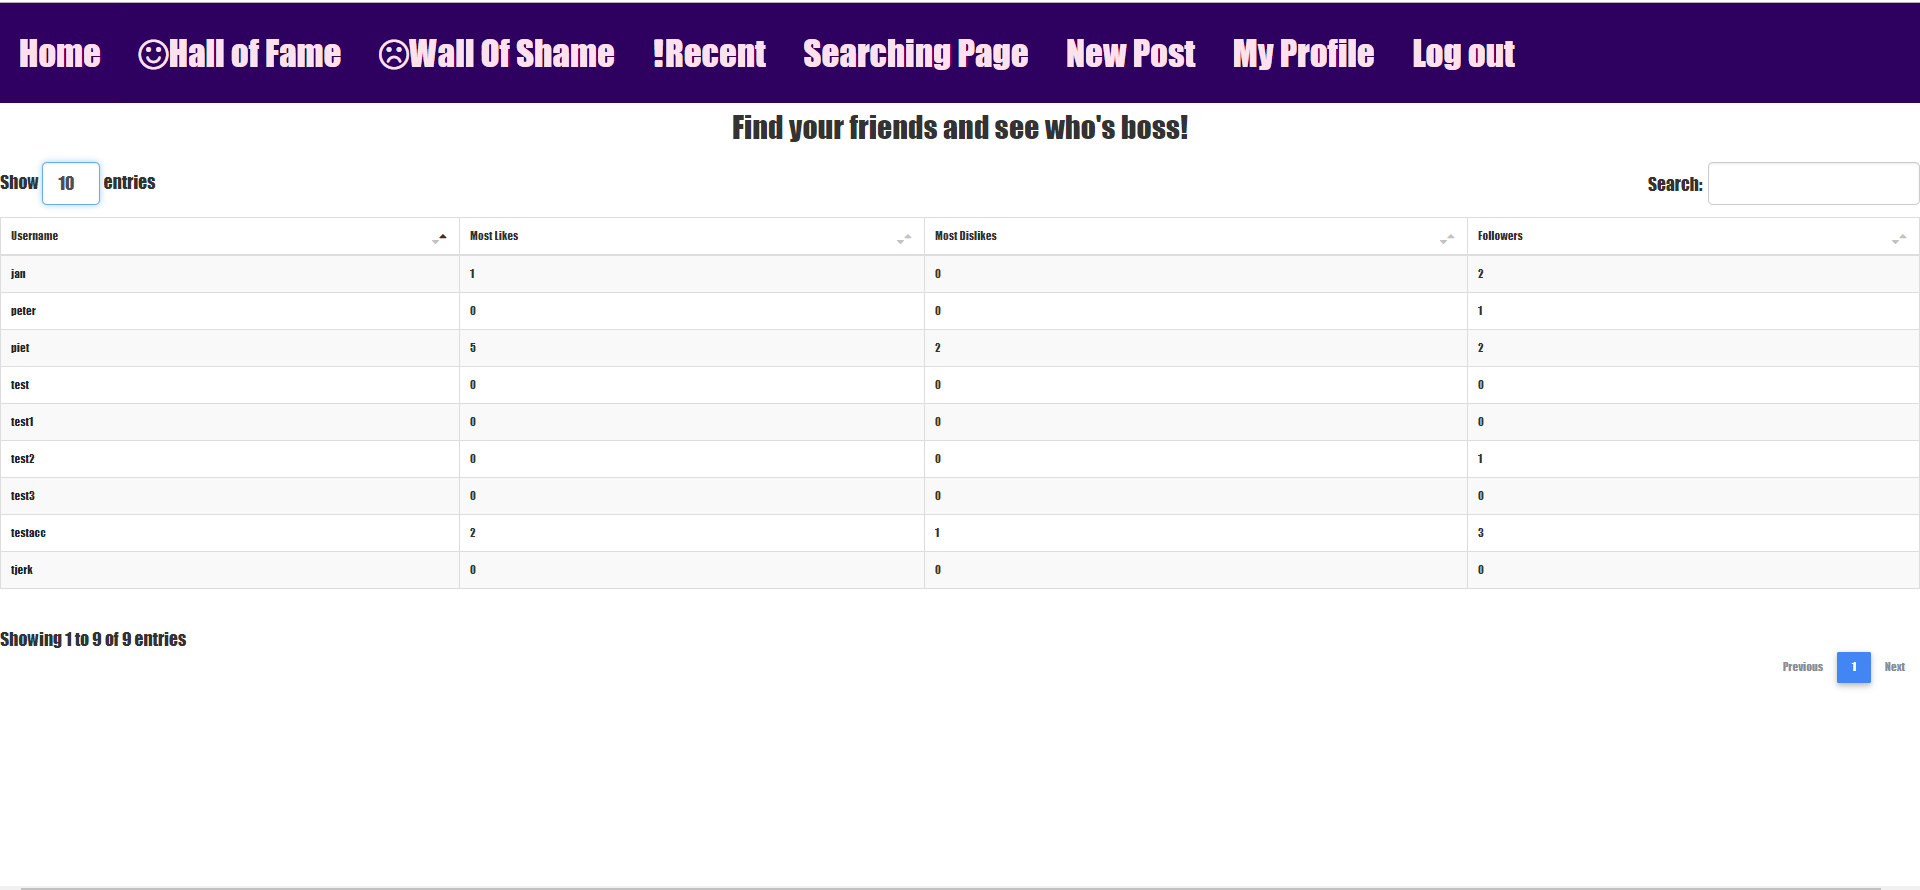 Home Hall of Fame Wall Of Shame !Recent Searching Page New Post My Profile Log out
Find your friends and see who's boss!
Show 10 entries Search:
Username Most Likes Most Dislikes Followers
jan 1 0 2
peter 0 0 1
piet 5 2 2
test 0 0 0
test1 0 0 0
test2 0 0 1
test3 0 0 0
testacc 2 1 3
tjerk 0 0 0
Showing 1 to 9 of 9 entries
Previous 1 Next